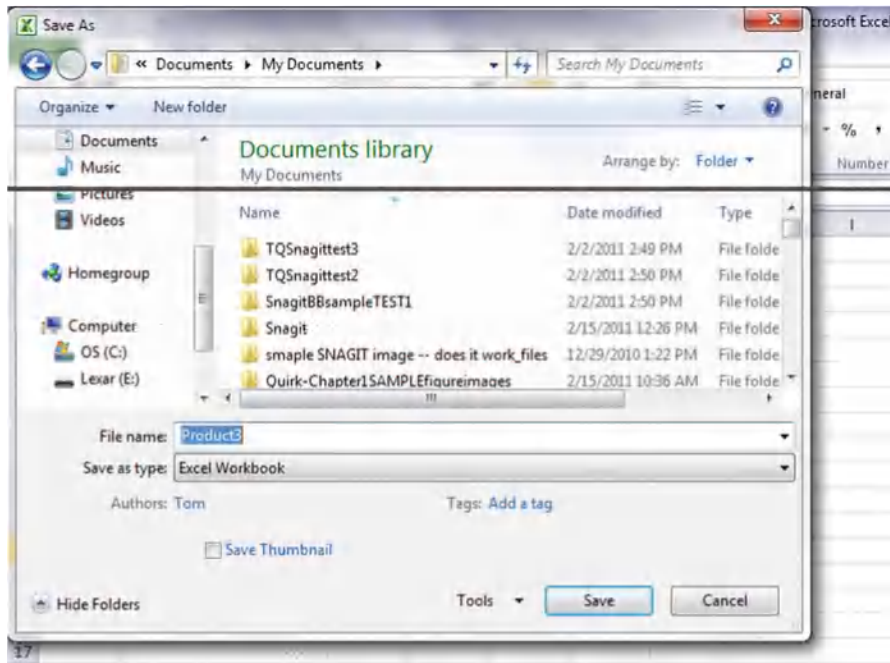 Save As
crosoft Excel
« Documents ▸ My Documents ▸
Search My Documents
Organize
New folder
neral
Documents
Documents library
% ,
Music
Arrange by: Folder
Number
My Documents
Pictures
Name
Date modified
Type
Videos
I
TQSnagittest3
2/2/2011 2:49 PM
File folde
Homegroup
TQSnagittest2
2/2/2011 2:50 PM
File folde
SnagitBBsampleTEST1
2/2/2011 2:50 PM
File folde
Computer
Snagit
2/15/2011 12:26 PM
File folde
OS (C:)
smaple SNAGIT image -- does it work_files
12/29/2010 1:22 PM
File folde
Lexar (E:)
Quirk-Chapter1SAMPLEfigureimages
2/15/2011 10:36 AM
File folde
File name: Product3
Save as type: Excel Workbook
Authors: Tom
Tags: Add a tag
Save Thumbnail
Hide Folders
Tools
Save
Cancel
17